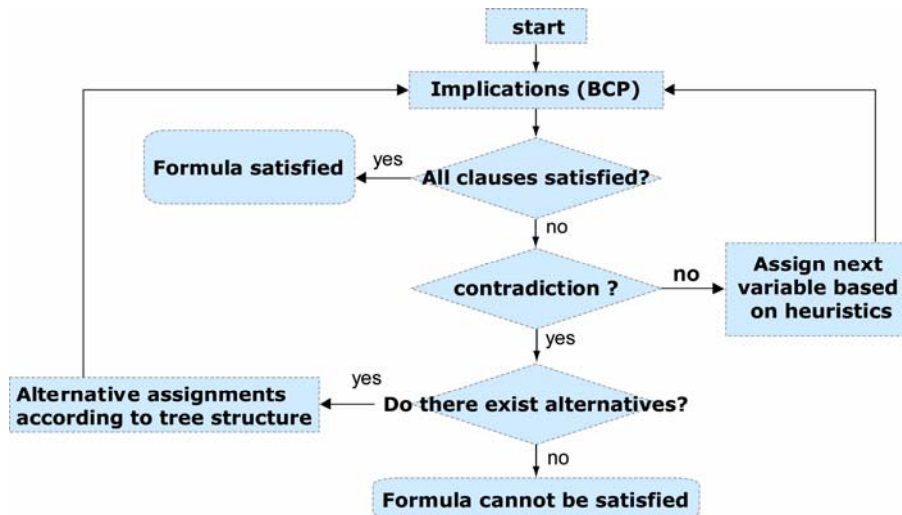 start
Implications (BCP)
Formula satisfied
yes
All clauses satisfied?
no
contradiction ?
no
Assign next
variable based
on heuristics
yes
Alternative assignments
according to tree structure
yes
Do there exist alternatives?
no
Formula cannot be satisfied